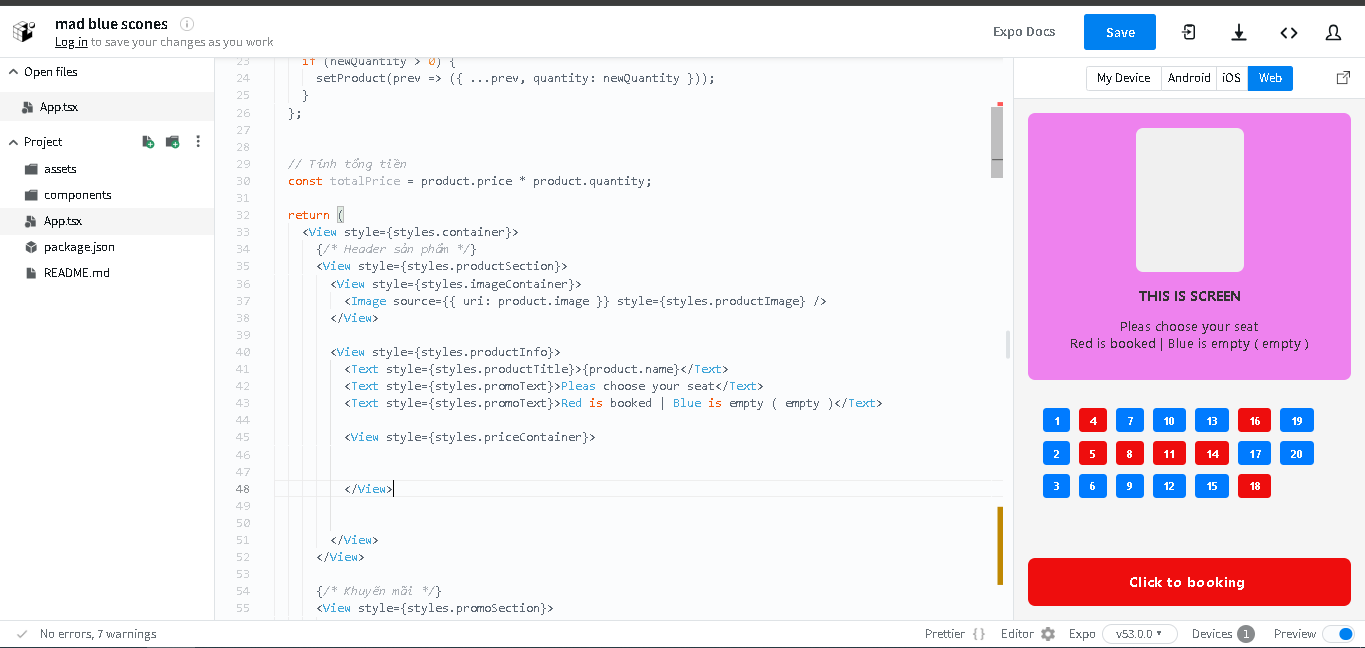 mad blue scones
Log in to save your changes as you work
Expo Docs
Save
Open files
App.tsx
Project
assets
components
App.tsx
package.json
README.md
23 if (newQuantity > 0) {
24 setProduct(prev => ({ ...prev, quantity: newQuantity }));
25 }
26 };
27
28
29 // Tính tổng tiền
30 const totalPrice = product.price * product.quantity;
31
32 return (
33 <View style={styles.container}>
34 {/* Header sản phẩm */}
35 <View style={styles.productSection}>
36 <View style={styles.imageContainer}>
37 <Image source={{ uri: product.image }} style={styles.productImage} />
38 </View>
39
40 <View style={styles.productInfo}>
41 <Text style={styles.productTitle}>{product.name}</Text>
42 <Text style={styles.promoText}>Pleas choose your seat</Text>
43 <Text style={styles.promoText}>Red is booked | Blue is empty ( empty )</Text>
44
45 <View style={styles.priceContainer}>
46
47
48 </View>
49
50
51 </View>
52 </View>
53
54 {/* Khuyến mãi */}
55 <View style={styles.promoSection}>
My Device Android iOS Web
THIS IS SCREEN
Pleas choose your seat
Red is booked | Blue is empty ( empty )
1 4 7 10 13 16 19
2 5 8 11 14 17 20
3 6 9 12 15 18
Click to booking
No errors, 7 warnings
Prettier {} Editor Expo v53.0.0 Devices 1 Preview